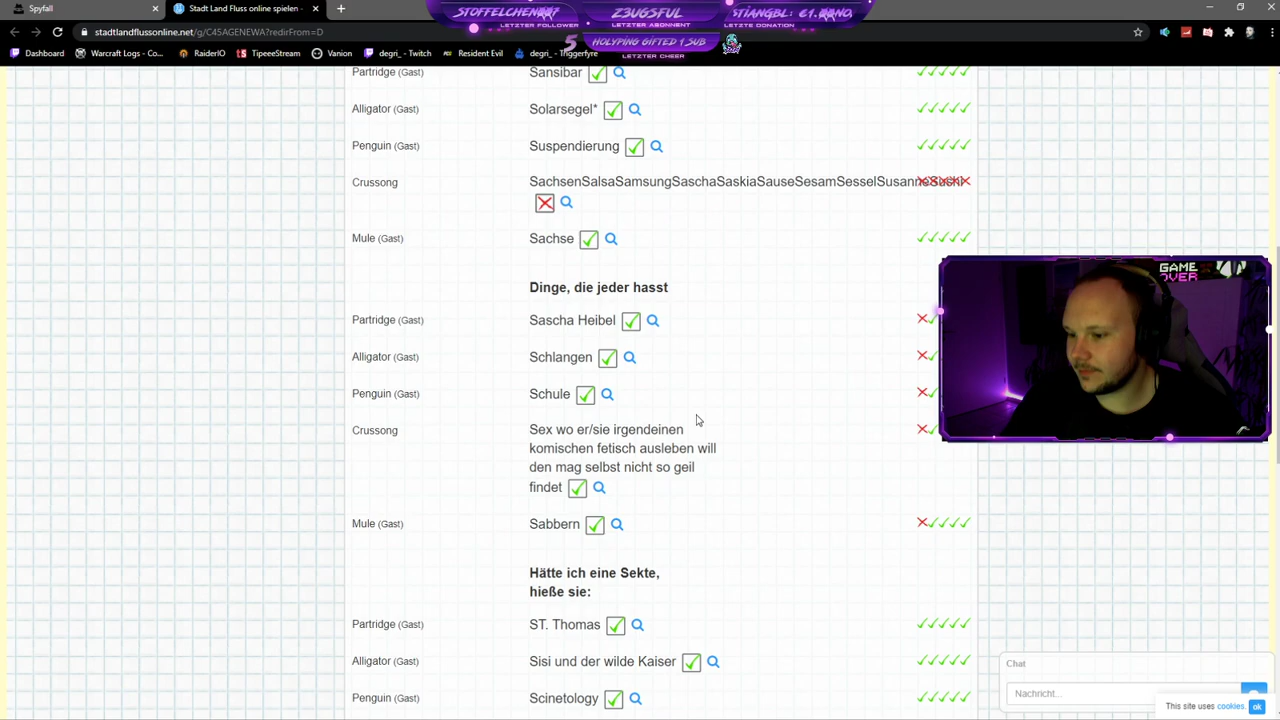 Spyfall
Stadt Land Fluss online spielen -
STOFFELCHEN
LETZTER FOLLOWER
Z3UGSFUL
LETZTER ABONNENT
STIANGBL: €1.00
LETZTE DONATION
stadtlandflussonline.net/g/C45AGENEWA?redirFrom=D
5
HOLYPING GIFTED 1 SUB
LETZTER CHEER
Dashboard
Warcraft Logs - Co...
RaiderIO
TipeeeStream
Vanion
degri_ - Twitch
Resident Evil
degri_ - Triggerfyre
Partridge (Gast) Sansibar
Alligator (Gast) Solarsegel*
Penguin (Gast) Suspendierung
Crussong SachsenSalsaSamsungSaschaSaskiaSauseSesamSesselSusanneSushi
Mule (Gast) Sachse
Dinge, die jeder hasst
Partridge (Gast) Sascha Heibel
Alligator (Gast) Schlangen
Penguin (Gast) Schule
Crussong Sex wo er/sie irgendeinen
komischen fetisch ausleben will
den mag selbst nicht so geil
findet
Mule (Gast) Sabbern
Hätte ich eine Sekte,
hieße sie:
Partridge (Gast) ST. Thomas
Alligator (Gast) Sisi und der wilde Kaiser
Penguin (Gast) Scinetology
GAME
OVER
Chat
Nachricht...
This site uses cookies. ok